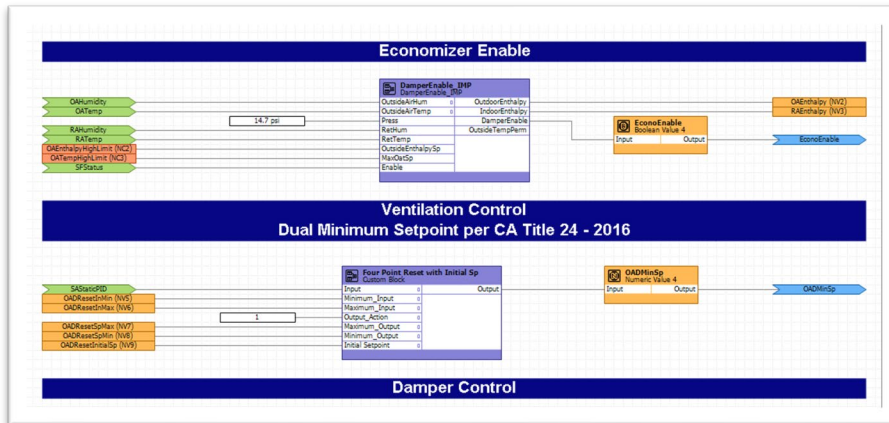 Economizer Enable
DamperEnable_IMP
DamperEnable_IMP
OAHumidity
OATemp
14.7 psi
RAHumidity
RATemp
OAEnthalpyHighLimit (NC2)
OATempHighLimit (NC3)
SFStatus
OutsideAirHum
OutsideAirTemp
Press
RetHum
RetTemp
OutsideEnthalpySp
MaxOatSp
Enable
OutdoorEnthalpy
IndoorEnthalpy
DamperEnable
OutsideTempPerm
EconoEnable
Boolean Value 4
Input Output
OAEnthalpy (NV2)
RAEnthalpy (NV3)
EconoEnable
Ventilation Control
Dual Minimum Setpoint per CA Title 24 - 2016
Four Point Reset with Initial Sp
Custom Block
SAStaticPID
OADResetInMin (NV5)
OADResetInMax (NV6)
1
OADResetSpMax (NV7)
OADResetSpMin (NV8)
OADResetInitialSp (NV9)
Input
Minimum_Input
Maximum_Input
Output_Action
Maximum_Output
Minimum_Output
Initial Setpoint
Output
OADMinSp
Numeric Value 4
Input Output
OADMinSp
Damper Control